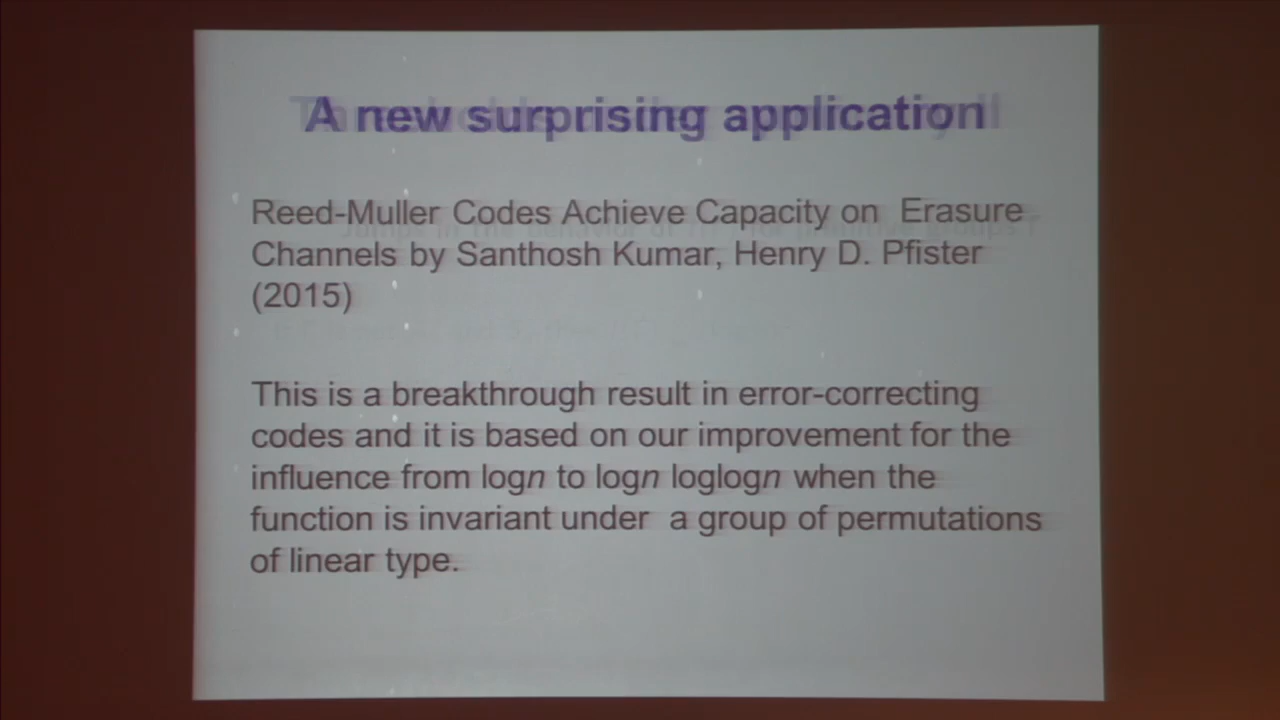 A new surprising application
Reed-Muller Codes Achieve Capacity on Erasure
Channels by Santhosh Kumar, Henry D. Pfister
(2015)
This is a breakthrough result in error-correcting
codes and it is based on our improvement for the
influence from logn to logn loglogn when the
function is invariant under a group of permutations
of linear type.